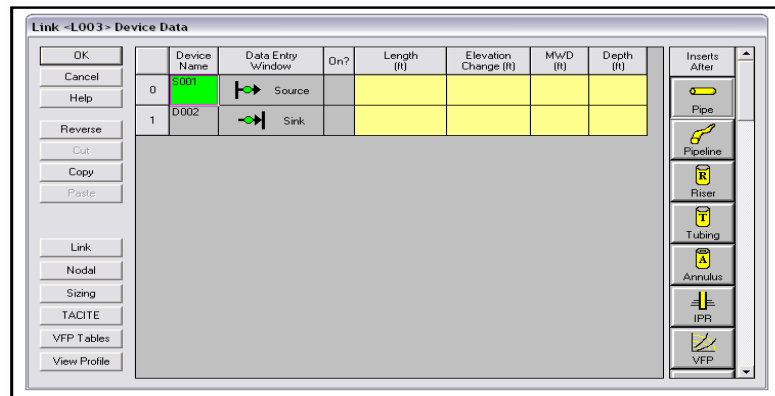 Link <L003> Device Data
OK
Cancel
Help
Reverse
Cut
Copy
Paste
Link
Nodal
Sizing
TACITE
VFP Tables
View Profile
Device Name
Data Entry Window
On?
Length (ft)
Elevation Change (ft)
MWD (ft)
Depth (ft)
0 S001 Source
1 D002 Sink
Inserts After
Pipe
Pipeline
R
Riser
T
Tubing
A
Annulus
IPR
VFP